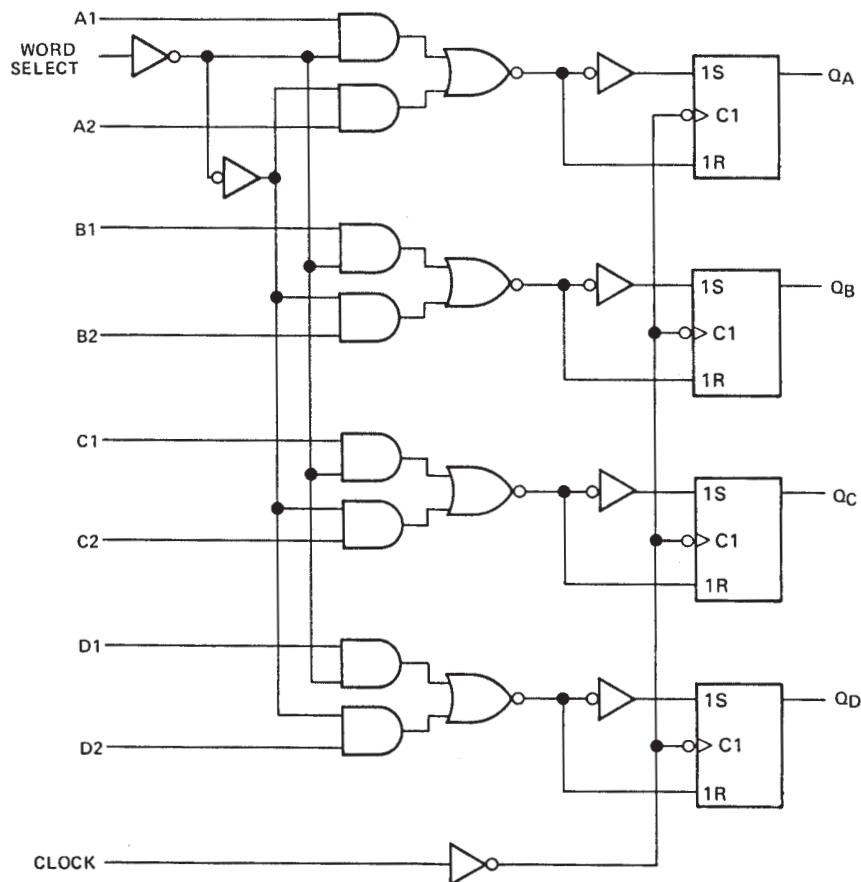 A1
WORD
SELECT
A2
1S
C1
1R
QA
B1
B2
1S
C1
1R
QB
C1
C2
1S
C1
1R
QC
D1
D2
1S
C1
1R
QD
CLOCK